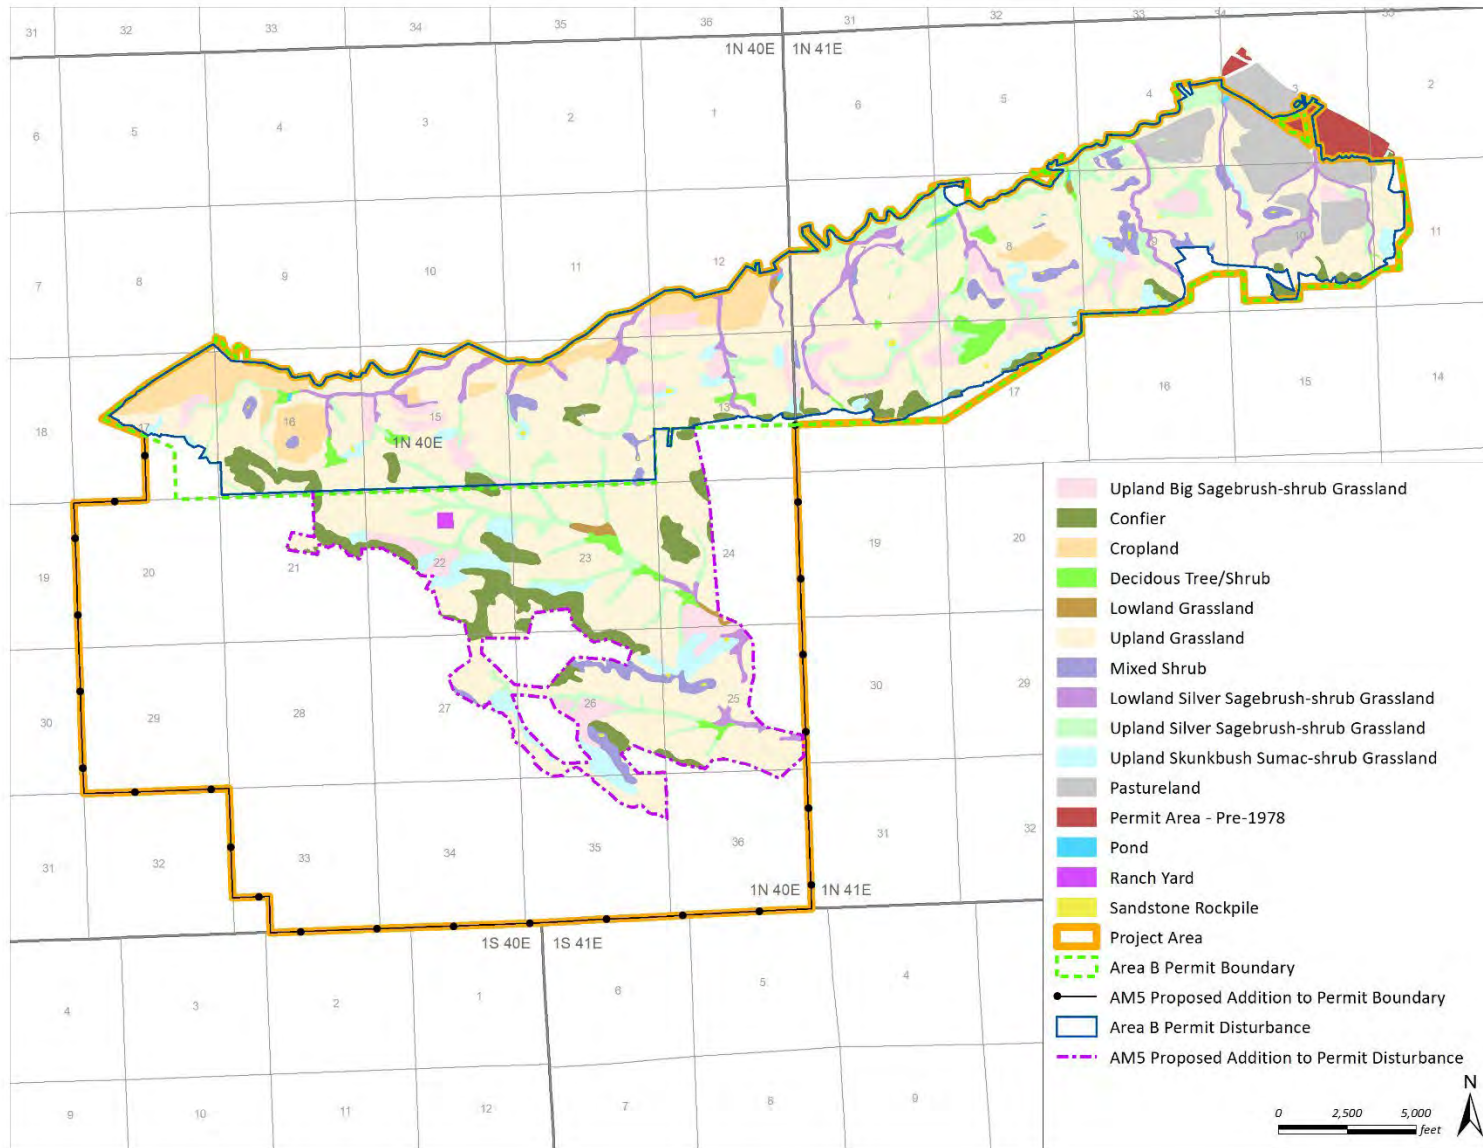 31 32 33 34 35 36 31 32 33 34 35
1N 40E 1N 41E
6 5 4 3 2 1 6 5 4 3 2
7 8 9 10 11 12 7 8 9 10 11
18 17 16 15 13 17 16 15 14
1N 40E
19 20 21 22 23 24 19 20
30 29 28 27 26 25 30 29
31 32 33 34 35 36 31 32
1N 40E 1N 41E
1S 40E 1S 41E
4 3 2 1 6 5 4
9 10 11 12 7 8 9
Upland Big Sagebrush-shrub Grassland
Confier
Cropland
Decidous Tree/Shrub
Lowland Grassland
Upland Grassland
Mixed Shrub
Lowland Silver Sagebrush-shrub Grassland
Upland Silver Sagebrush-shrub Grassland
Upland Skunkbush Sumac-shrub Grassland
Pastureland
Permit Area - Pre-1978
Pond
Ranch Yard
Sandstone Rockpile
Project Area
Area B Permit Boundary
AM5 Proposed Addition to Permit Boundary
Area B Permit Disturbance
AM5 Proposed Addition to Permit Disturbance
N
0 2,500 5,000
feet